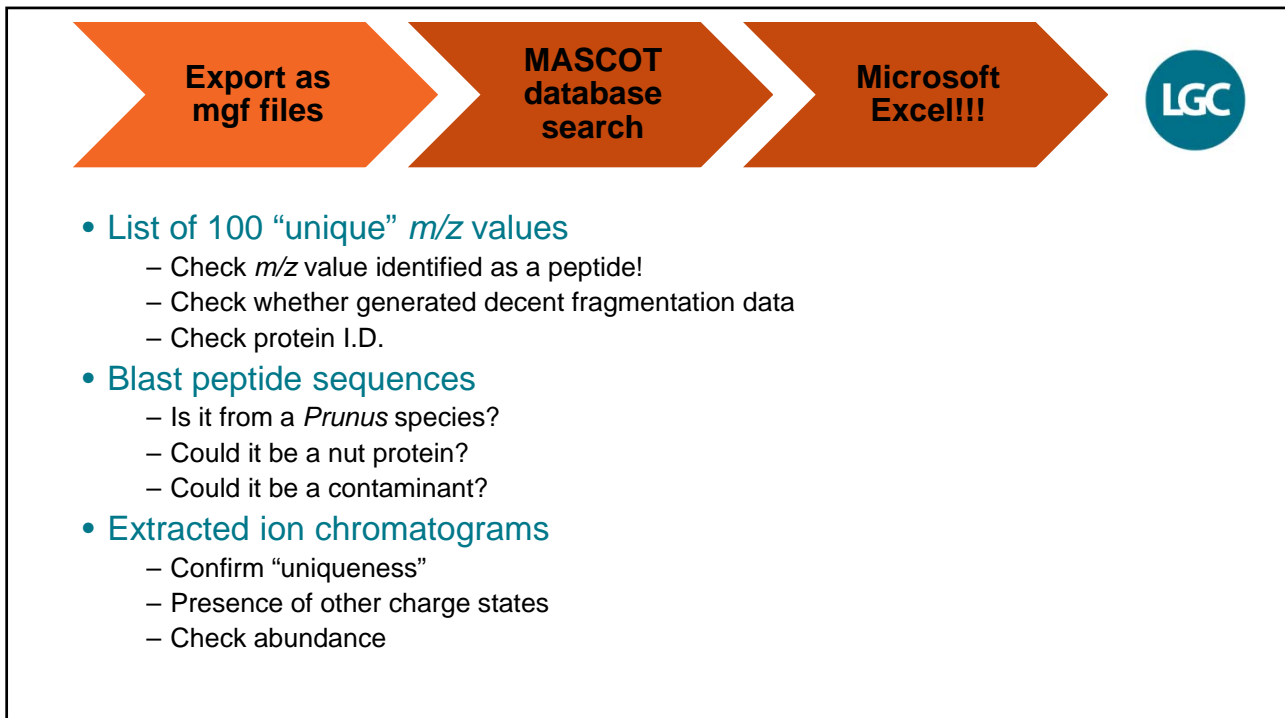 Export as
mgf files
MASCOT
database
search
Microsoft
Excel!!!
LGC
• List of 100 “unique” m/z values
– Check m/z value identified as a peptide!
– Check whether generated decent fragmentation data
– Check protein I.D.
• Blast peptide sequences
– Is it from a Prunus species?
– Could it be a nut protein?
– Could it be a contaminant?
• Extracted ion chromatograms
– Confirm “uniqueness”
– Presence of other charge states
– Check abundance